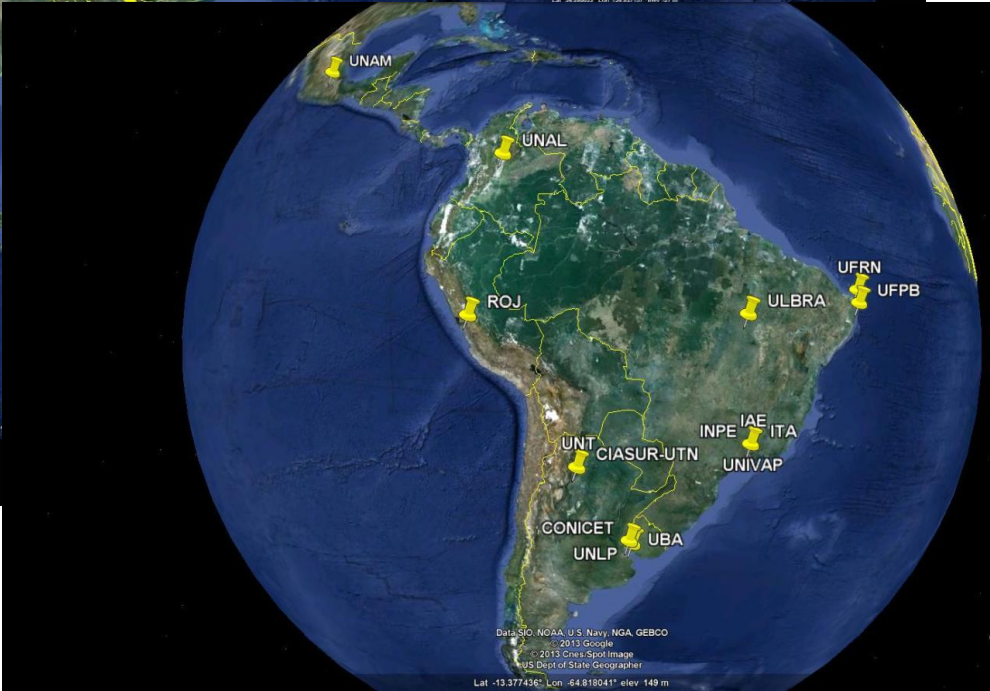 UNAM
UNAL
UFRN
UFPB
ROJ
ULBRA
IAE
INPE ITA
UNIVAP
UNT
CIASUR-UTN
CONICET
UBA
UNLP
Data SIO, NOAA, U.S. Navy, NGA, GEBCO
© 2013 Google
© 2013 Cnes/Spot Image
US Dept of State Geographer
Lat -13.377436° Lon -64.818041° elev 149 m